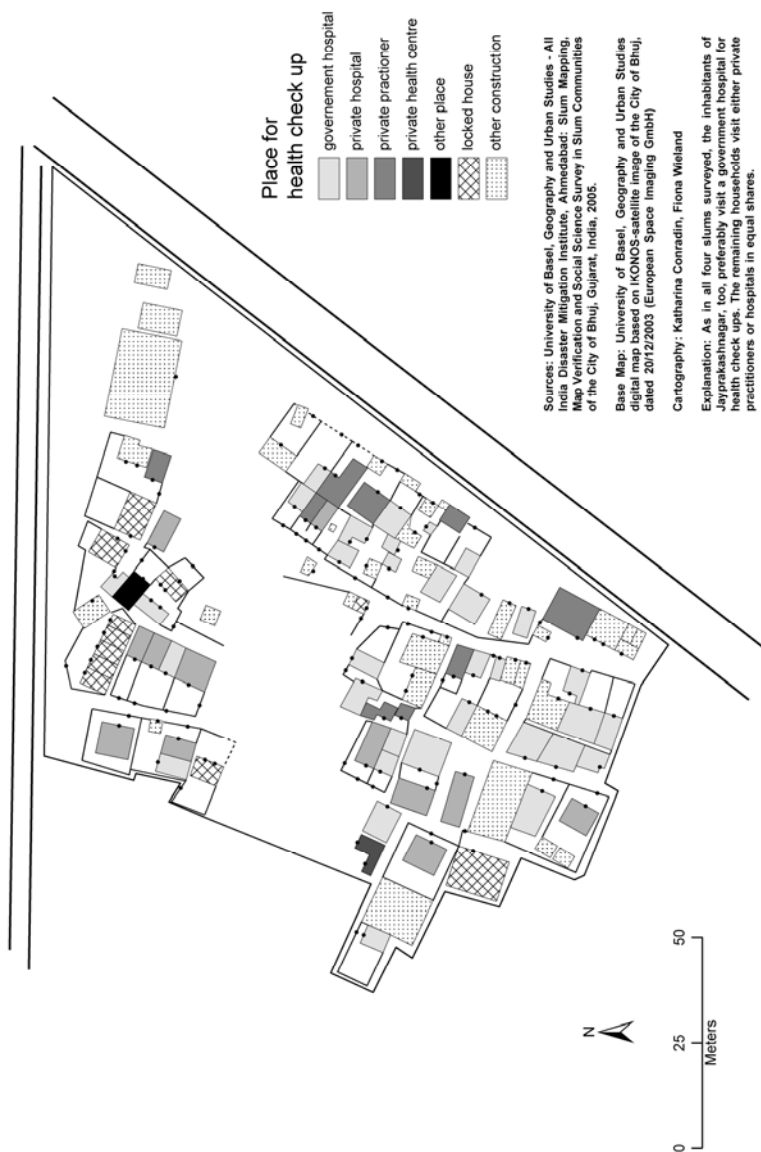 Place for
health check up
governement hospital
private hospital
private practioner
private health centre
other place
locked house
other construction
Sources: University of Basel, Geography and Urban Studies - All
India Disaster Mitigation Institute, Ahmedabad: Slum Mapping,
Map Verification and Social Science Survey in Slum Communities
of the City of Bhuj, Gujarat, India, 2005.
Base Map: University of Basel, Geography and Urban Studies
digital map based on IKONOS-satellite image of the City of Bhuj,
dated 20/12/2003 (European Space Imaging GmbH)
Cartography: Katharina Conradin, Fiona Wieland
Explanation: As in all four slums surveyed, the inhabitants of
Jayprakashnagar, too, preferably visit a government hospital for
health check ups. The remaining households visit either private
practitioners or hospitals in equal shares.
N
0 25 50
Meters